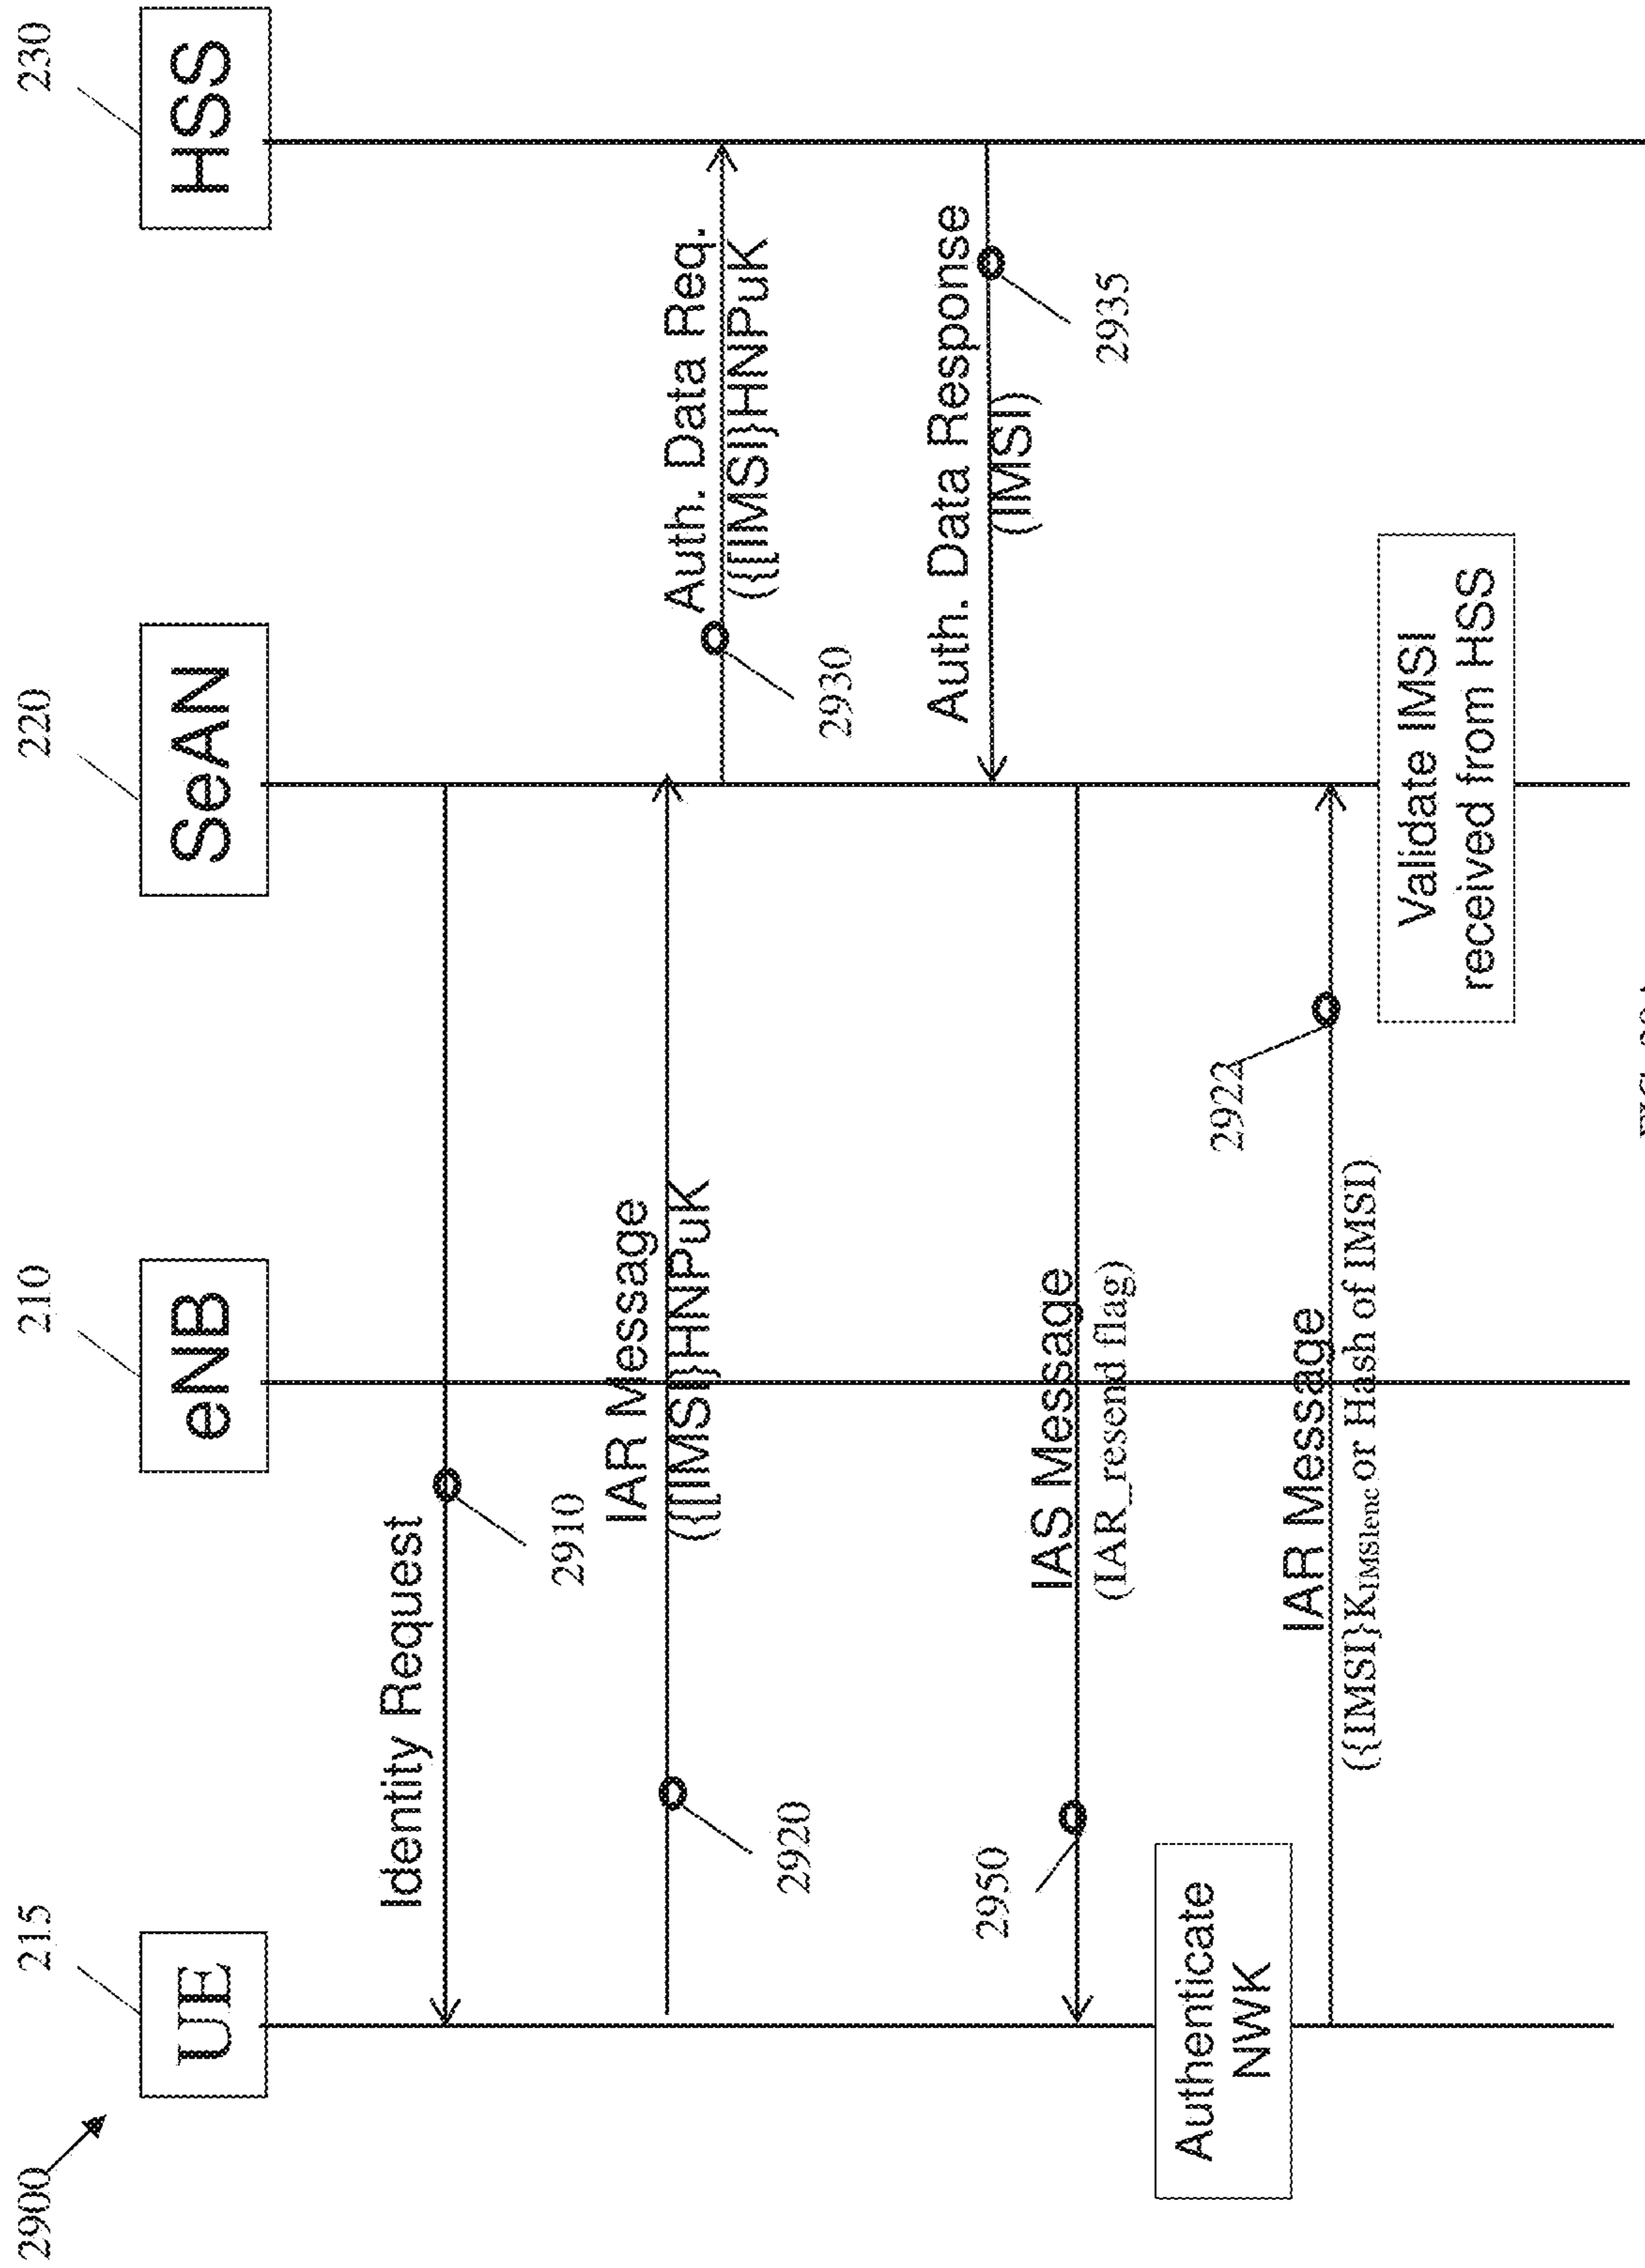 2900
215
210
220
230
UE
eNB
SeAN
HSS
Identity Request
2910
IAR Message
({[IMSI}HNPuK
2920
Auth. Data Req.
({[IMSI}HNPuK
2930
Auth. Data Response
(IMSI)
2935
IAS Message
(IAR_resend flag)
2950
Authenticate
NWK
IAR Message
({IMSI}KIMSIenc or Hash of IMSI)
2922
Validate IMSI
received from HSS